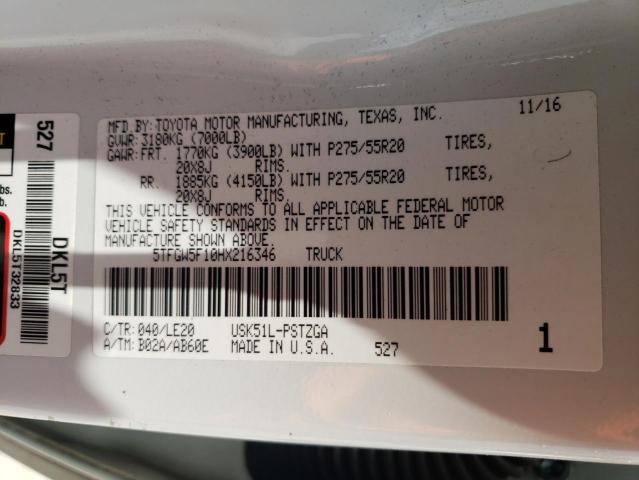 MFD.BY:TOYOTA MOTOR MANUFACTURING, TEXAS, INC. 11/16
GVWR:3180KG (7000LB)
GAWR:FRT. 1770KG (3900LB) WITH P275/55R20 TIRES,
20X8J RIMS.
RR. 1885KG (4150LB) WITH P275/55R20 TIRES,
20X8J RIMS.
THIS VEHICLE CONFORMS TO ALL APPLICABLE FEDERAL MOTOR
VEHICLE SAFETY STANDARDS IN EFFECT ON THE DATE OF
MANUFACTURE SHOWN ABOVE.
5TFGW5F10HX216346 TRUCK
C/TR:040/LE20 USK51L-PSTZGA
A/TM:B02A/AB60E MADE IN U.S.A. 527 1
527
DKL5T
DKL5T32833
bs.
b.